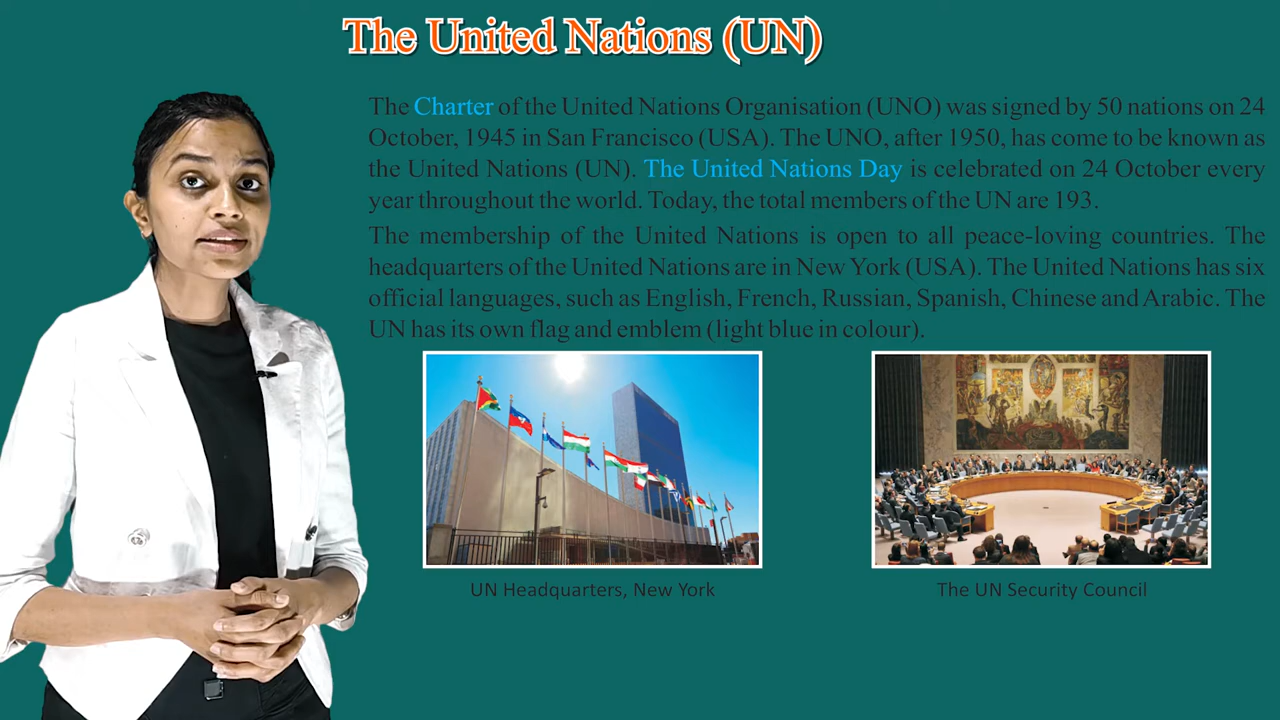 The United Nations (UN)
The Charter of the United Nations Organisation (UNO) was signed by 50 nations on 24
October, 1945 in San Francisco (USA). The UNO, after 1950, has come to be known as
the United Nations (UN). The United Nations Day is celebrated on 24 October every
year throughout the world. Today, the total members of the UN are 193.
The membership of the United Nations is open to all peace-loving countries. The
headquarters of the United Nations are in New York (USA). The United Nations has six
official languages, such as English, French, Russian, Spanish, Chinese and Arabic. The
UN has its own flag and emblem (light blue in colour).
UN Headquarters, New York
The UN Security Council